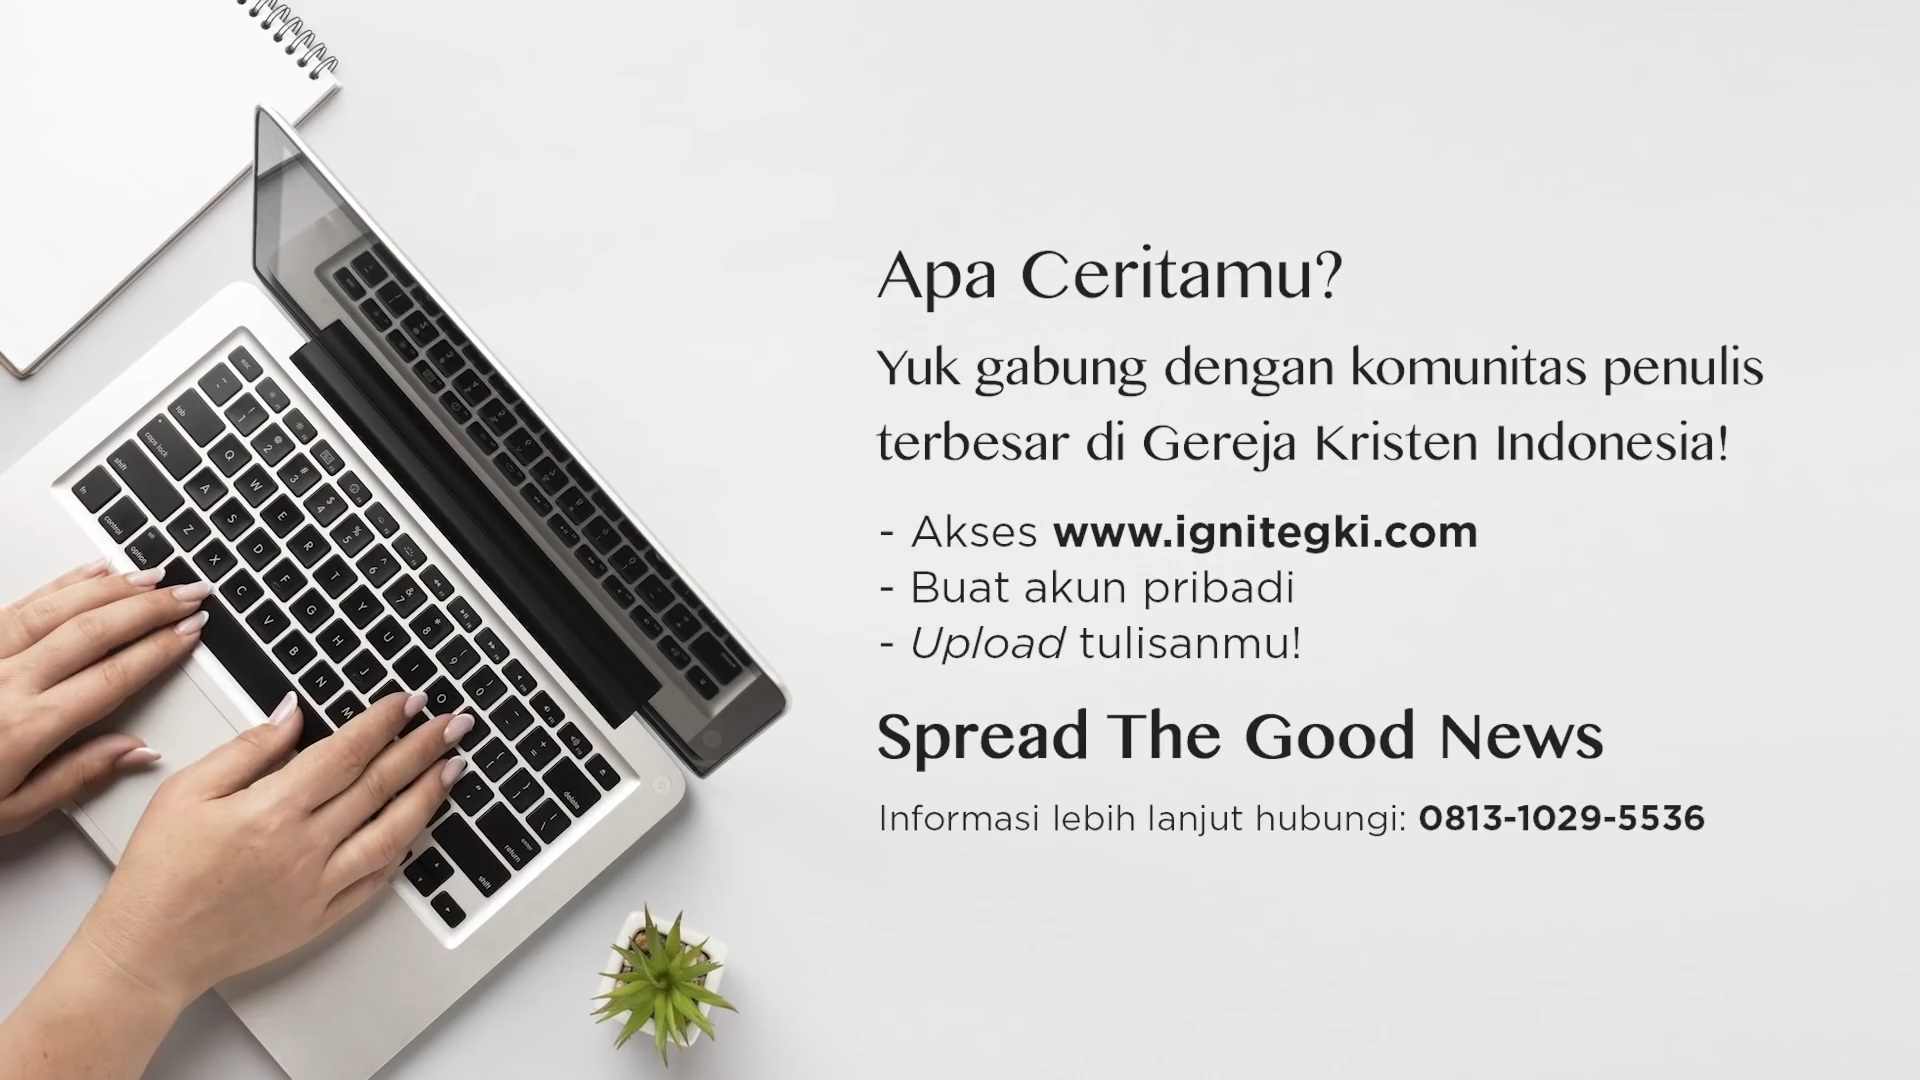 Apa Ceritamu?
Yuk gabung dengan komunitas penulis
terbesar di Gereja Kristen Indonesia!
- Akses www.ignitegki.com
- Buat akun pribadi
- Upload tulisanmu!
Spread The Good News
Informasi lebih lanjut hubungi: 0813-1029-5536